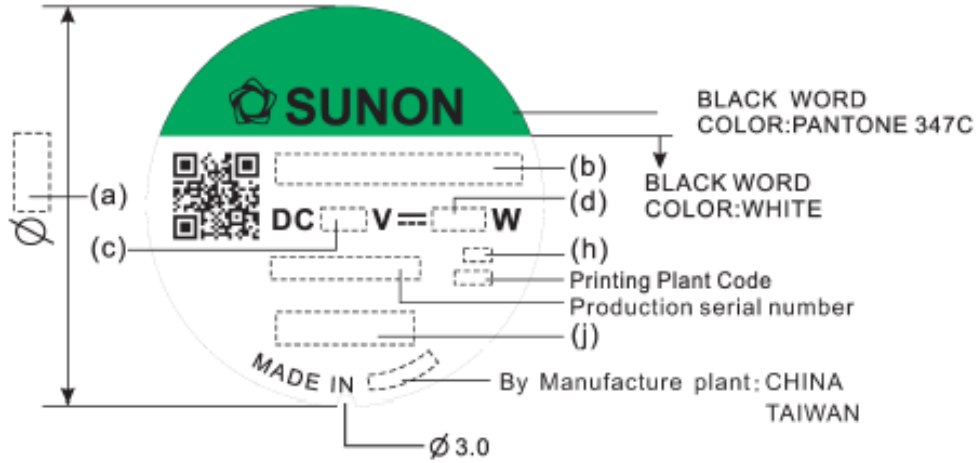 SUNON
BLACK WORD
COLOR:PANTONE 347C
(a)
(b)
BLACK WORD
COLOR:WHITE
(d)
DC V W
(c)
(h)
Printing Plant Code
Production serial number
(j)
MADE IN
By Manufacture plant: CHINA
TAIWAN
Ø
Ø 3.0